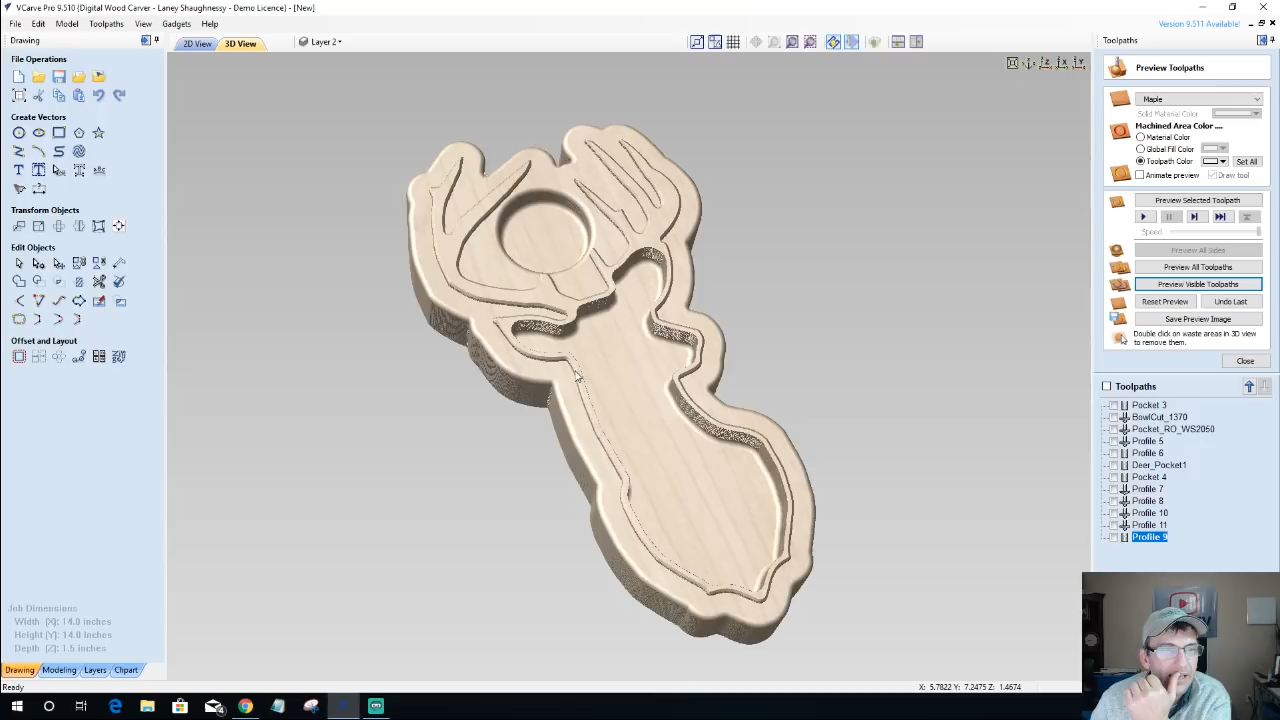 VCarve Pro 9.510 {Digital Wood Carver - Laney Shaughnessy - Demo Licence} - [New]
File Edit Model Toolpaths View Gadgets Help
Version 9.511 Available!
Drawing
2D View 3D View Layer 2
Toolpaths
File Operations
Create Vectors
Transform Objects
Edit Objects
Offset and Layout
Job Dimensions
Width (X): 14.0 inches
Height (Y): 14.0 inches
Depth (Z): 1.5 inches
Drawing Modeling Layers Clipart
Ready
X: 5.7822 Y: 7.2475 Z: 1.4674
Preview Toolpaths
Maple
Solid Material Color
Machined Area Color ....
Material Color
Global Fill Color
Toolpath Color Set All
Animate preview Draw tool
Preview Selected Toolpath
Speed
Preview All Sides
Preview All Toolpaths
Preview Visible Toolpaths
Reset Preview Undo Last
Save Preview Image
Double click on waste areas in 3D view
to remove them.
Close
Toolpaths
Pocket 3
BowlCut_1370
Pocket_RO_WS2050
Profile 5
Profile 6
Deer_Pocket1
Pocket 4
Profile 7
Profile 8
Profile 10
Profile 11
Profile 9